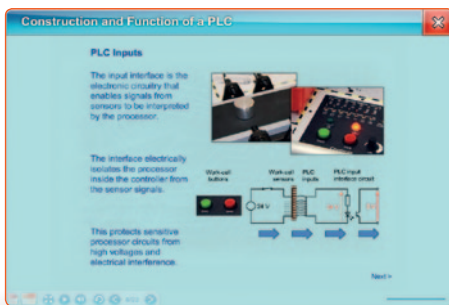 Construction and Function of a PLC
PLC Inputs
The input interface is the
electronic circuitry that
enables signals from
sensors to be interpreted
by the processor.
The interface electrically
isolates the processor
inside the controller from
the sensor signals.
This protects sensitive
processor circuits from
high voltages and
electrical interference.
Work-cell
buttons
Work-cell
sensors
PLC
inputs
PLC input
interface circuit
24 V
Next >